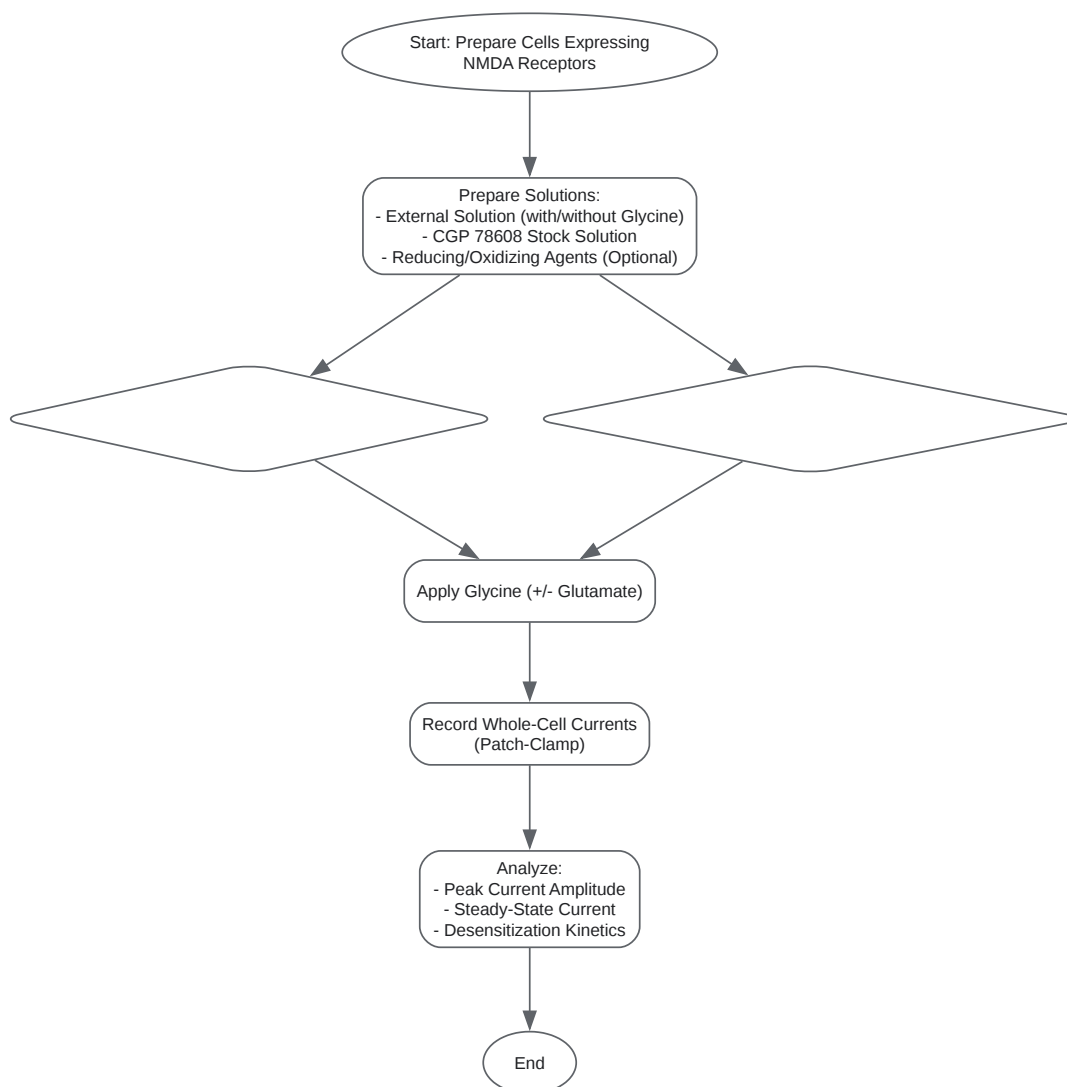 Start: Prepare Cells Expressing
NMDA Receptors
Prepare Solutions:
- External Solution (with/without Glycine)
- CGP 78608 Stock Solution
- Reducing/Oxidizing Agents (Optional)
Apply Glycine (+/- Glutamate)
Record Whole-Cell Currents
(Patch-Clamp)
Analyze:
- Peak Current Amplitude
- Steady-State Current
- Desensitization Kinetics
End